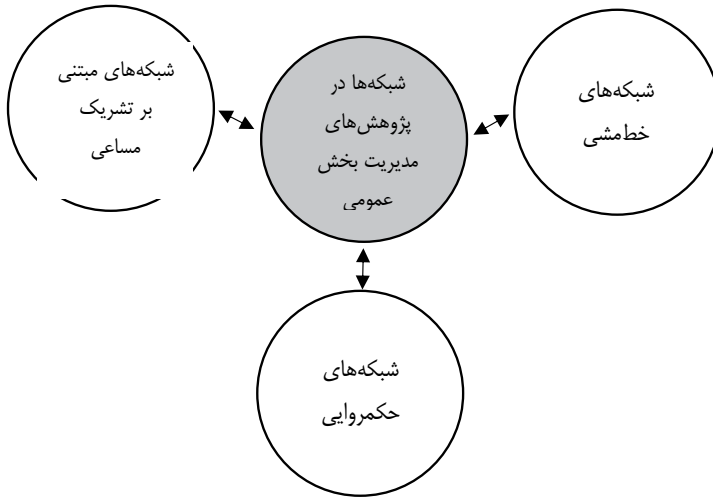 شبکه‌های
خط‌مشی
شبکه‌ها در
پژوهش‌های
مدیریت بخش
عمومی
شبکه‌های مبتنی
بر تشریک
مساعی
شبکه‌های
حکمروایی